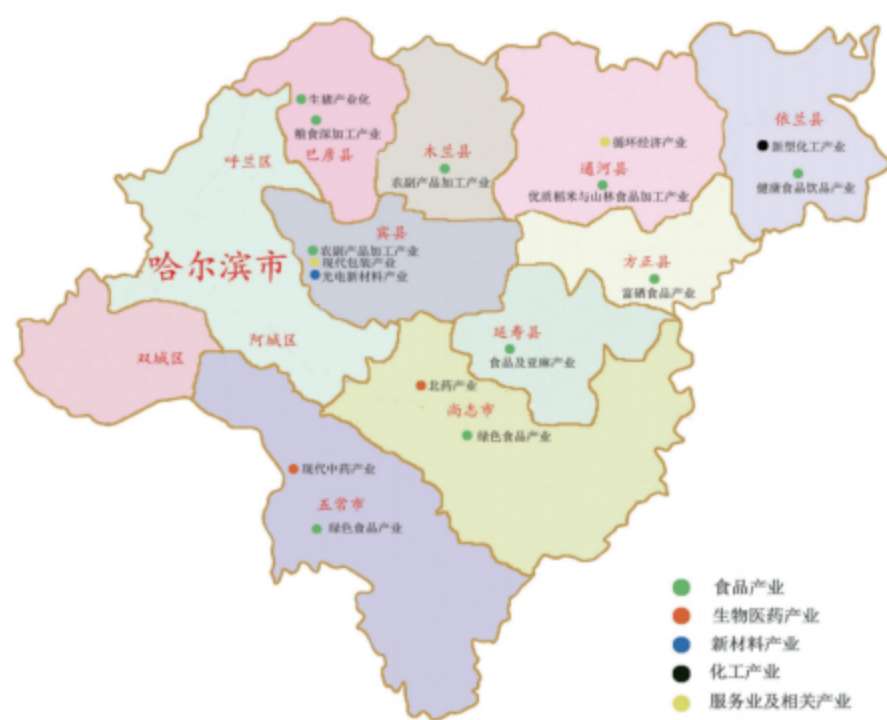 生猪产业化
粮食深加工产业
巴彦县
呼兰区
木兰县
农副产品加工产业
循环经济产业
通河县
优质稻米与山林食品加工产业
依兰县
新型化工产业
健康食品饮品产业
宾县
农副产品加工产业
现代包装产业
光电新材料产业
哈尔滨市
方正县
富硒食品产业
双城区
阿城区
延寿县
食品及亚麻产业
北药产业
尚志市
绿色食品产业
现代中药产业
五常市
绿色食品产业
食品产业
生物医药产业
新材料产业
化工产业
服务业及相关产业